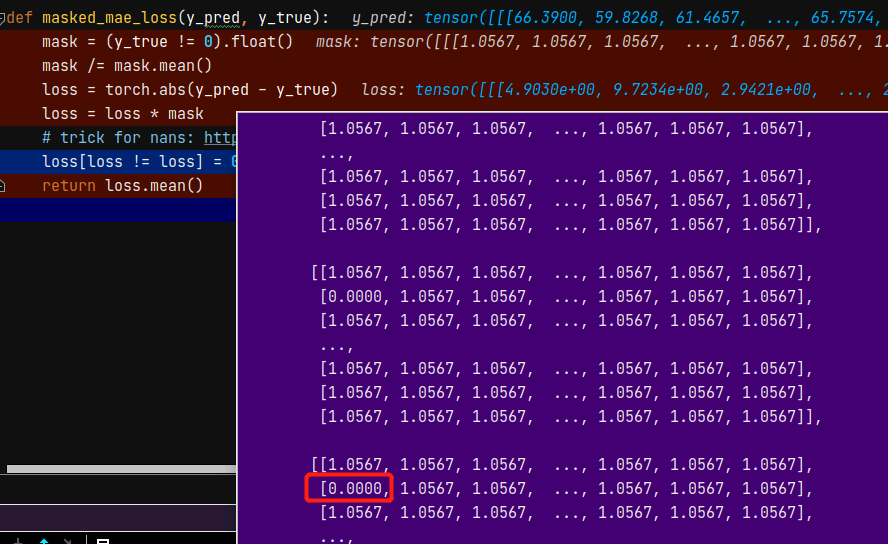 def masked_mae_loss(y_pred, y_true): y_pred: tensor([[[66.3900, 59.8268, 61.4657, ..., 65.7574,
mask = (y_true != 0).float() mask: tensor([[[1.0567, 1.0567, 1.0567, ..., 1.0567, 1.0567, 1.
mask /= mask.mean()
loss = torch.abs(y_pred - y_true) loss: tensor([[[4.9030e+00, 9.7234e+00, 2.9421e+00, ..., 2
loss = loss * mask
# trick for nans: http
loss[loss != loss] = 0
return loss.mean()
[1.0567, 1.0567, 1.0567, ..., 1.0567, 1.0567, 1.0567],
...,
[1.0567, 1.0567, 1.0567, ..., 1.0567, 1.0567, 1.0567],
[1.0567, 1.0567, 1.0567, ..., 1.0567, 1.0567, 1.0567],
[1.0567, 1.0567, 1.0567, ..., 1.0567, 1.0567, 1.0567]],
[[1.0567, 1.0567, 1.0567, ..., 1.0567, 1.0567, 1.0567],
[0.0000, 1.0567, 1.0567, ..., 1.0567, 1.0567, 1.0567],
[1.0567, 1.0567, 1.0567, ..., 1.0567, 1.0567, 1.0567],
...,
[1.0567, 1.0567, 1.0567, ..., 1.0567, 1.0567, 1.0567],
[1.0567, 1.0567, 1.0567, ..., 1.0567, 1.0567, 1.0567],
[1.0567, 1.0567, 1.0567, ..., 1.0567, 1.0567, 1.0567]],
[[1.0567, 1.0567, 1.0567, ..., 1.0567, 1.0567, 1.0567],
[0.0000, 1.0567, 1.0567, ..., 1.0567, 1.0567, 1.0567],
[1.0567, 1.0567, 1.0567, ..., 1.0567, 1.0567, 1.0567],
...,